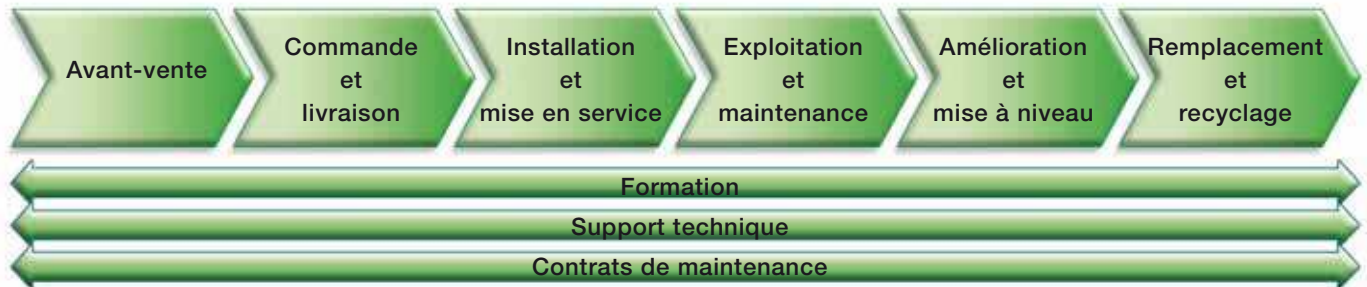 Avant-vente
Commande
et
livraison
Installation
et
mise en service
Exploitation
et
maintenance
Amélioration
et
mise à niveau
Remplacement
et
recyclage
Formation
Support technique
Contrats de maintenance